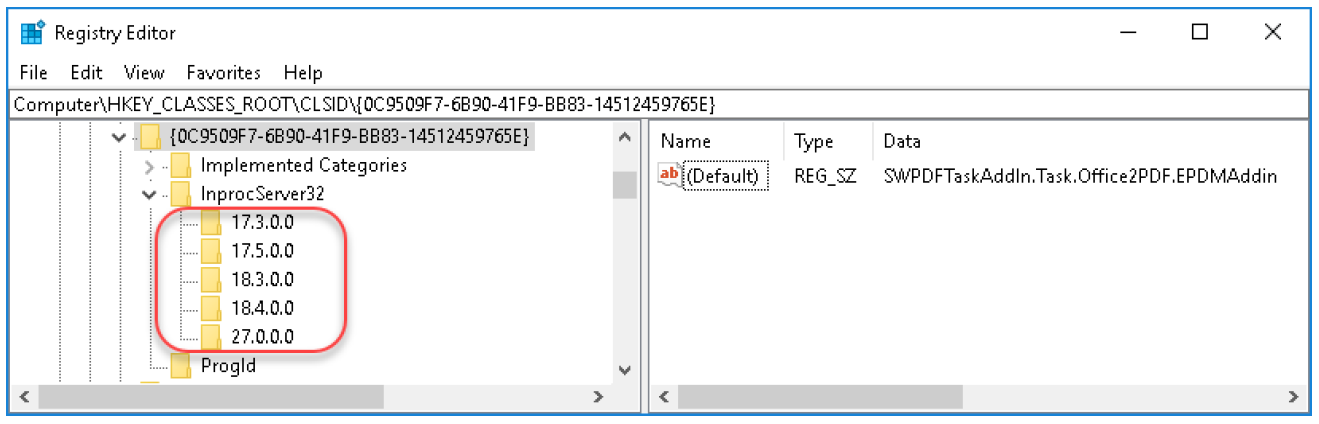 Registry Editor
File Edit View Favorites Help
Computer\HKEY_CLASSES_ROOT\CLSID\{0C9509F7-6B90-41F9-BB83-14512459765E}
{0C9509F7-6B90-41F9-BB83-14512459765E}
Implemented Categories
InprocServer32
17.3.0.0
17.5.0.0
18.3.0.0
18.4.0.0
27.0.0.0
ProgId
Name Type Data
ab (Default) REG_SZ SWPDFTaskAddIn.Task.Office2PDF.EPDMAddin